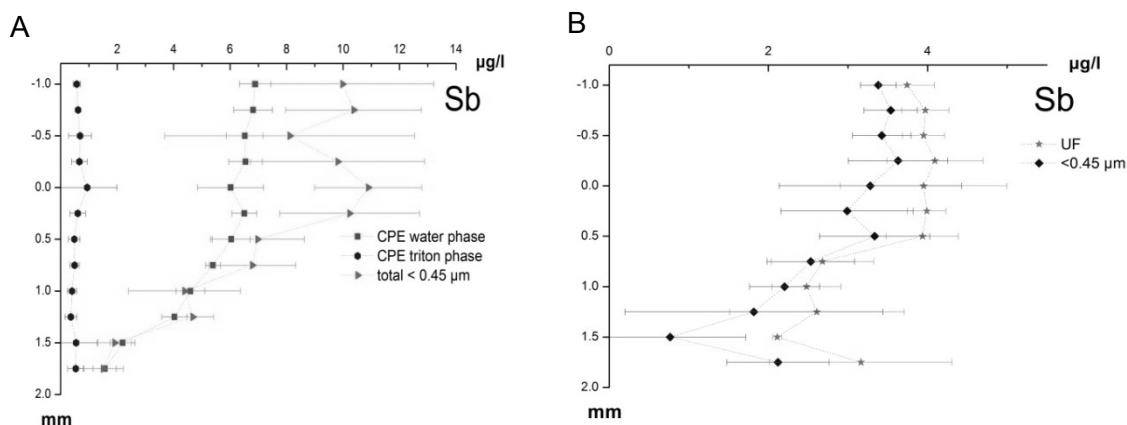 A
2 4 6 8 10 12 14
µg/l
Sb
-1.0
-0.5
0.0
0.5
1.0
1.5
2.0
mm
CPE water phase
CPE triton phase
total < 0.45 µm
B
0 2 4
µg/l
Sb
UF
<0.45 µm
-1.0
-0.5
0.0
0.5
1.0
1.5
2.0
mm